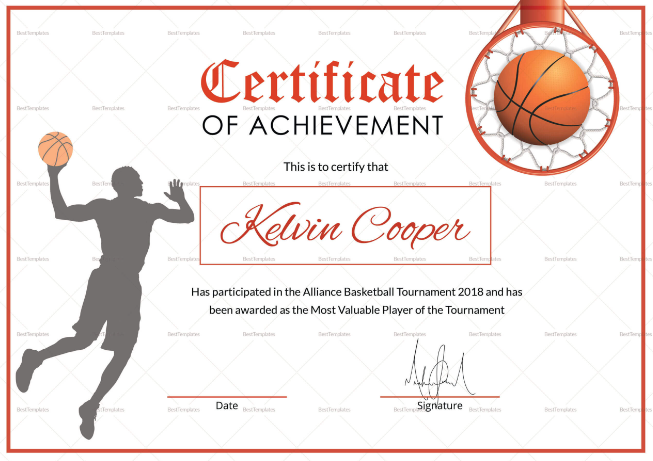 Certificate
OF ACHIEVEMENT
This is to certify that
Kelvin Cooper
Has participated in the Alliance Basketball Tournament 2018 and has
been awarded as the Most Valuable Player of the Tournament
Date
Signature
BestTemplates